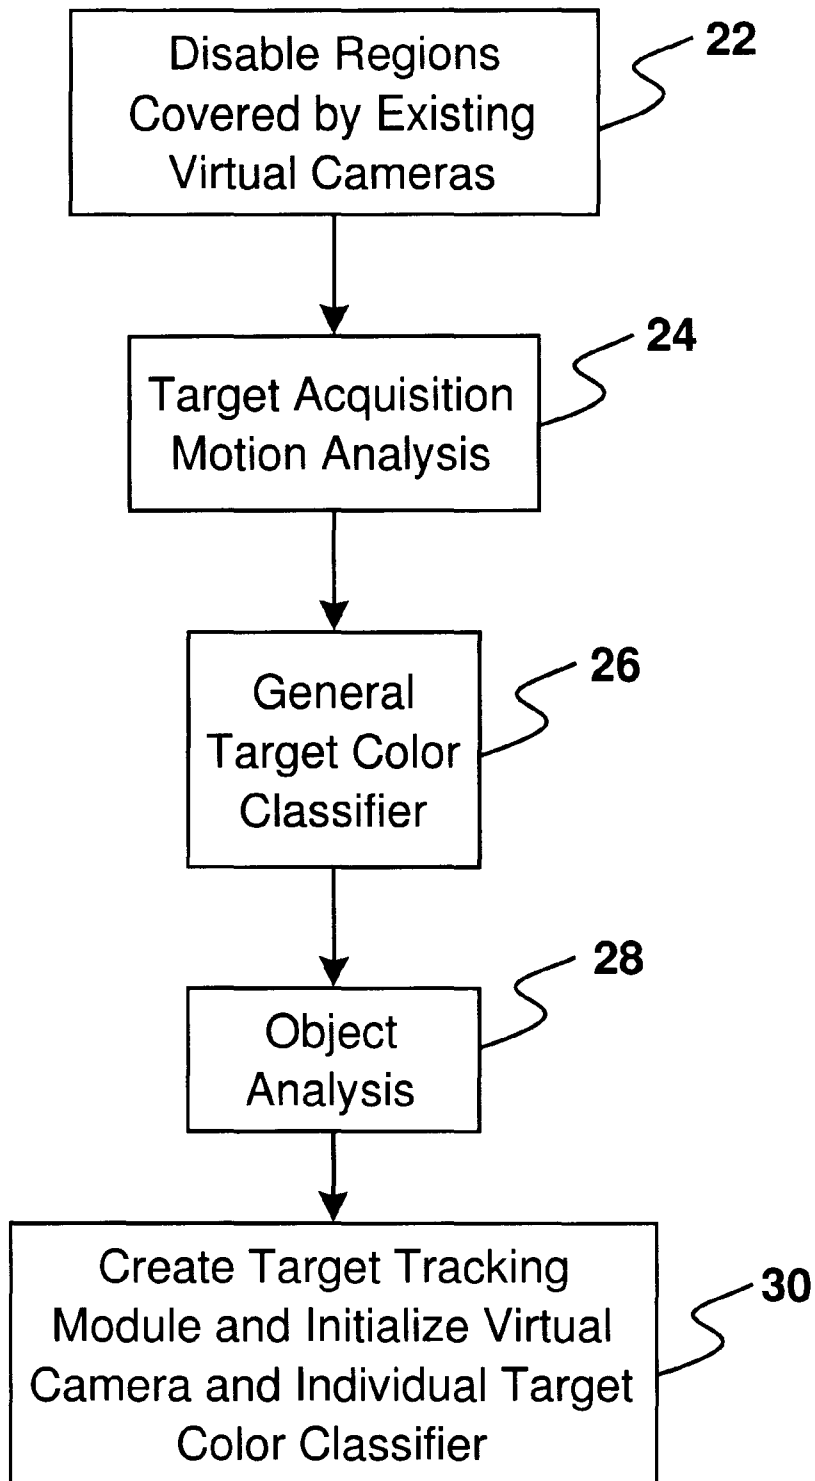 Disable Regions
Covered by Existing
Virtual Cameras
22
Target Acquisition
Motion Analysis
24
General
Target Color
Classifier
26
Object
Analysis
28
Create Target Tracking
Module and Initialize Virtual
Camera and Individual Target
Color Classifier
30